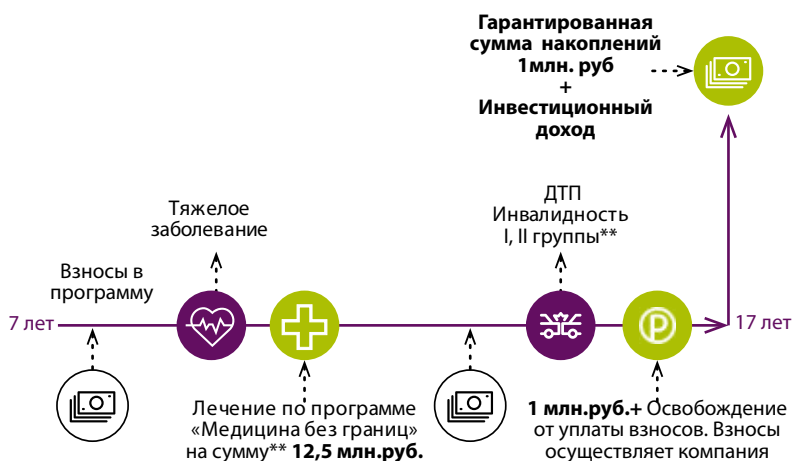 Гарантированная
сумма накоплений
1млн. руб
+
Инвестиционный
доход
ДТП
Инвалидность
I, II группы**
Тяжелое
заболевание
Взносы в
программу
7 лет
17 лет
P
Лечение по программе
«Медицина без границ»
на сумму** 12,5 млн.руб.
1 млн.руб.+ Освобождение
от уплаты взносов. Взносы
осуществляет компания